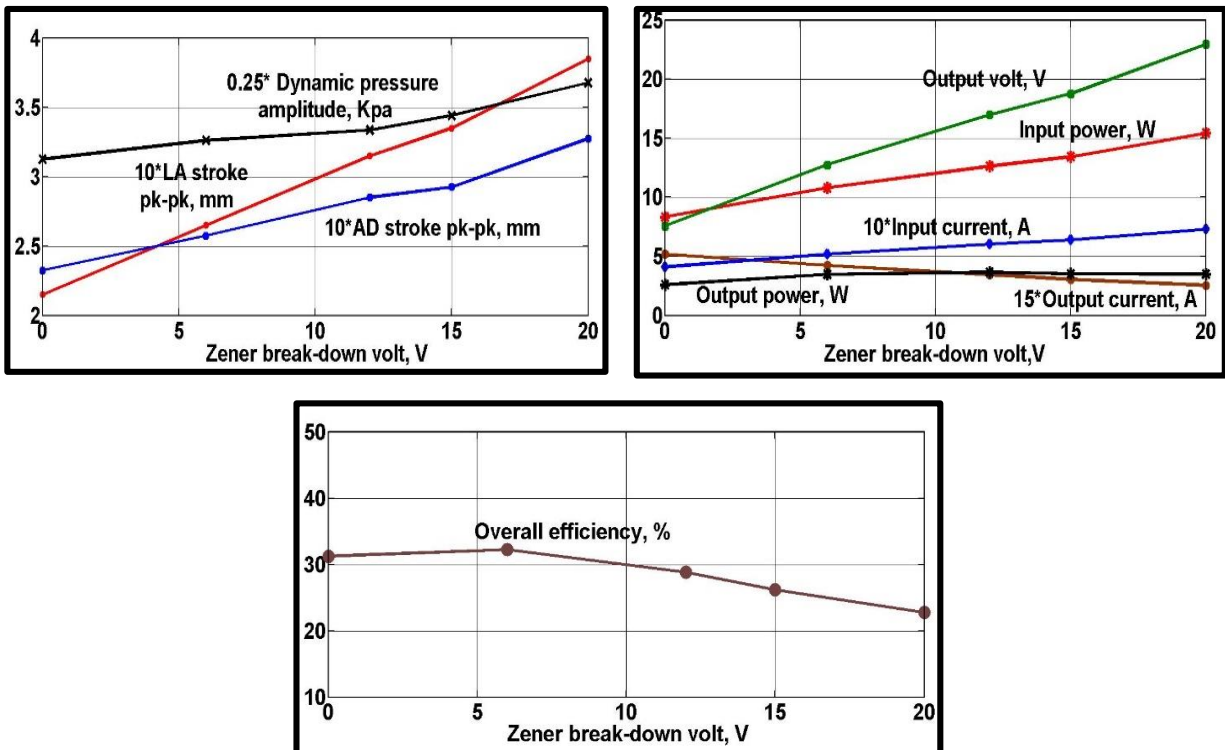 4
3.5
3
2.5
2
0.25* Dynamic pressure
amplitude, Kpa
10*LA stroke
pk-pk, mm
10*AD stroke pk-pk, mm
0 5 10 15 20
Zener break-down volt, V
25
20
15
10
5
0
Output volt, V
Input power, W
10*Input current, A
Output power, W
15*Output current, A
0 5 10 15 20
Zener break-down volt,V
50
40
30
20
10
Overall efficiency, %
0 5 10 15 20
Zener break-down volt, V